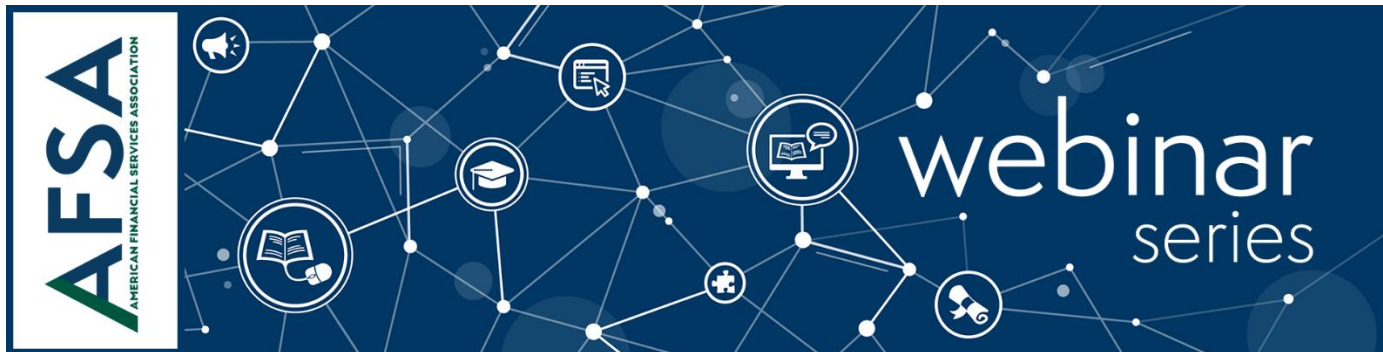 AFSA
AMERICAN FINANCIAL SERVICES ASSOCIATION
webinar
series